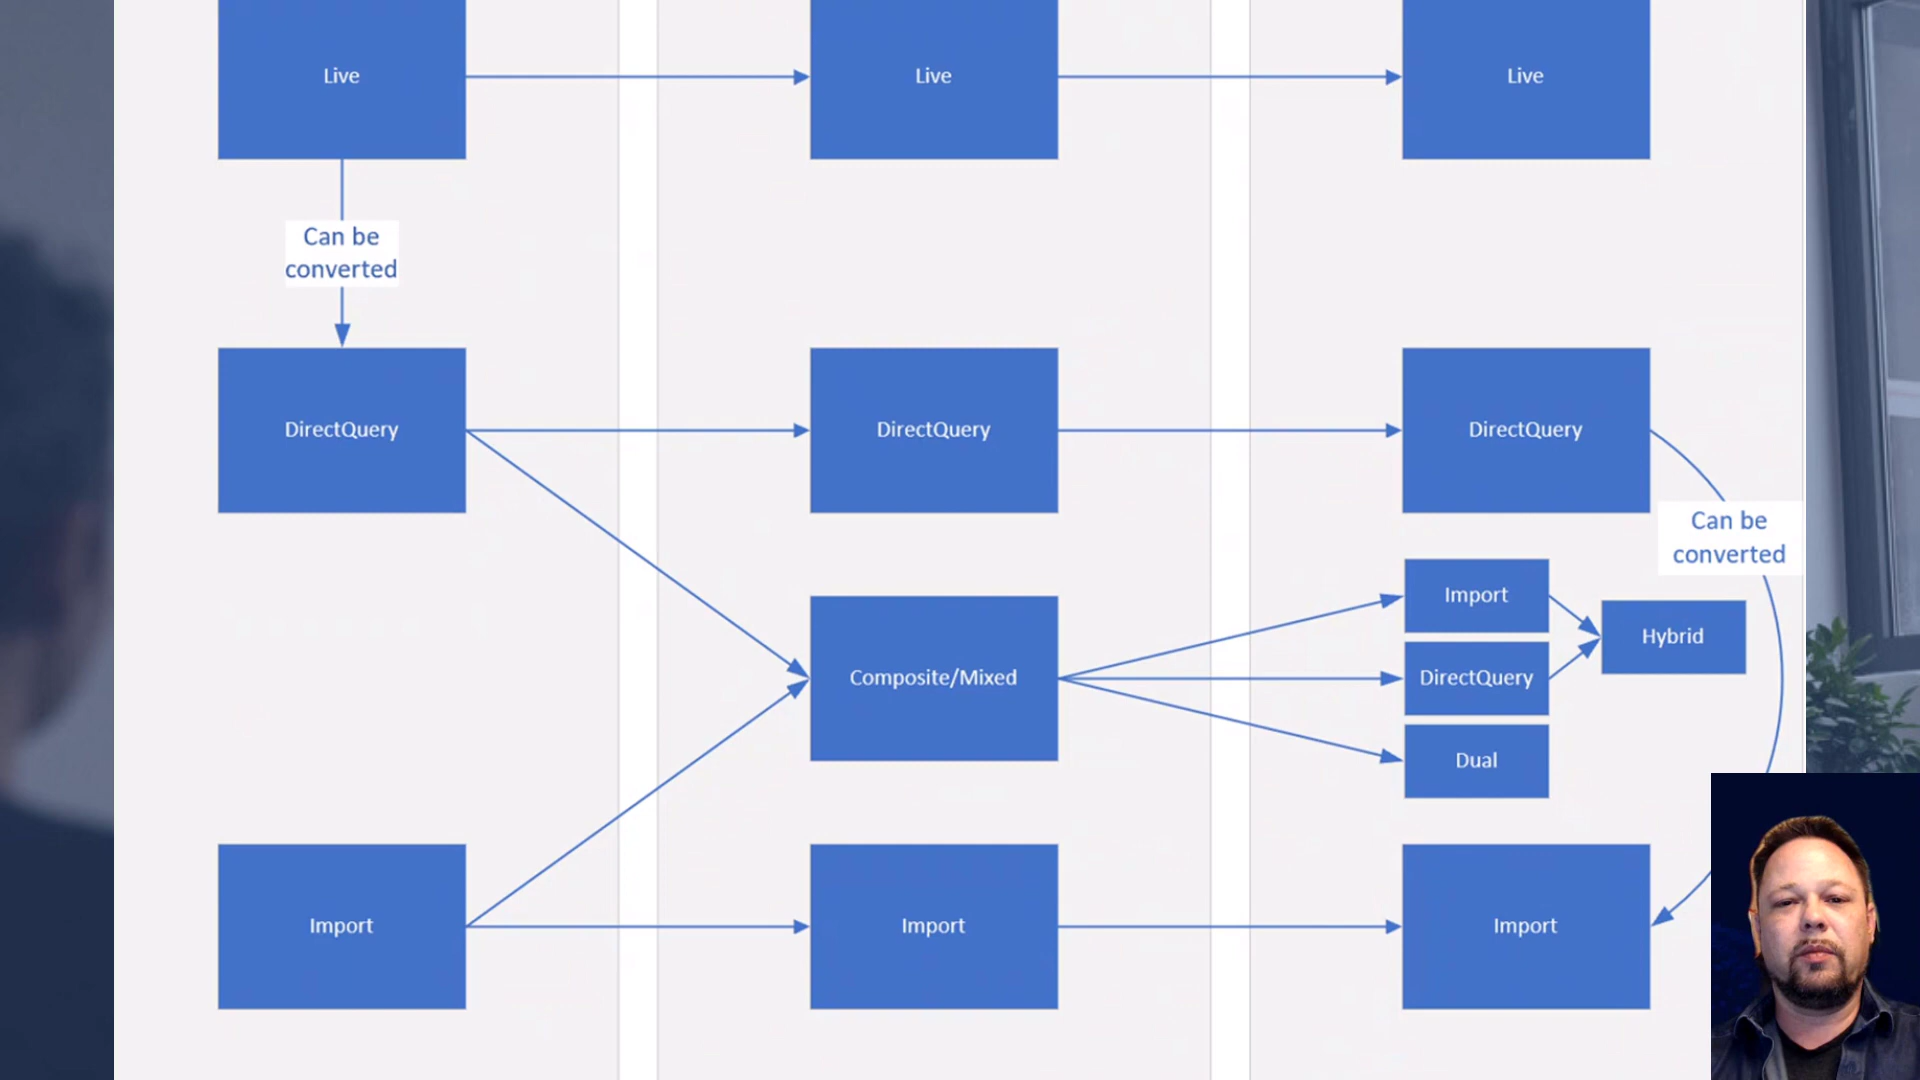 Live
Live
Live
Can be
converted
DirectQuery
DirectQuery
DirectQuery
Can be
converted
Import
Hybrid
Composite/Mixed
DirectQuery
Dual
Import
Import
Import